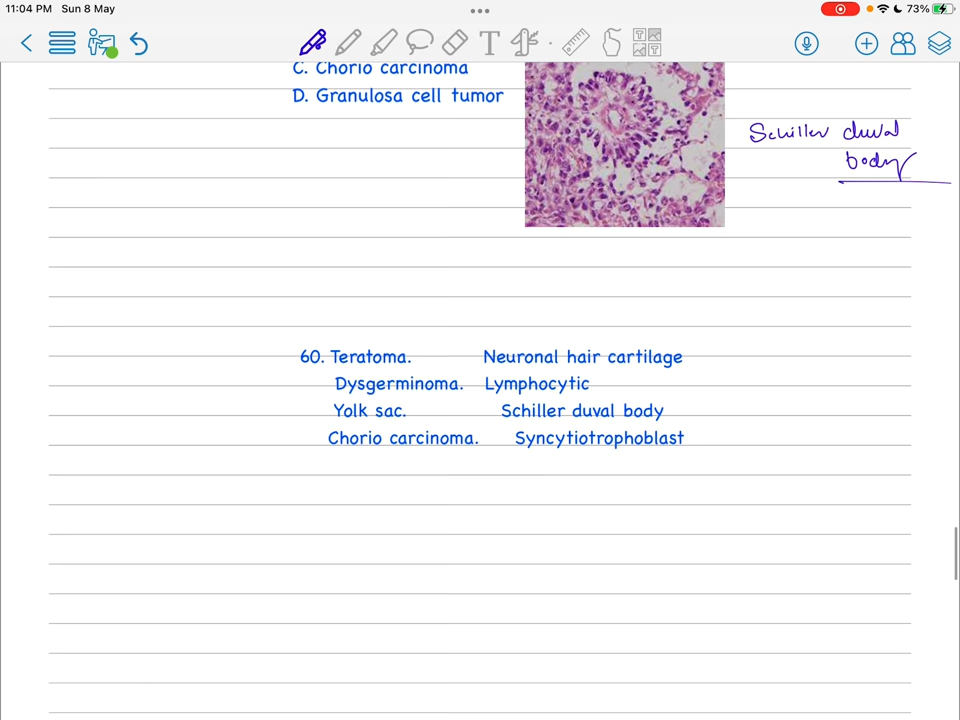 11:04 PM Sun 8 May
73%
C. Chorio carcinoma
D. Granulosa cell tumor
Schiller duval
body
60. Teratoma. Neuronal hair cartilage
Dysgerminoma. Lymphocytic
Yolk sac. Schiller duval body
Chorio carcinoma. Syncytiotrophoblast